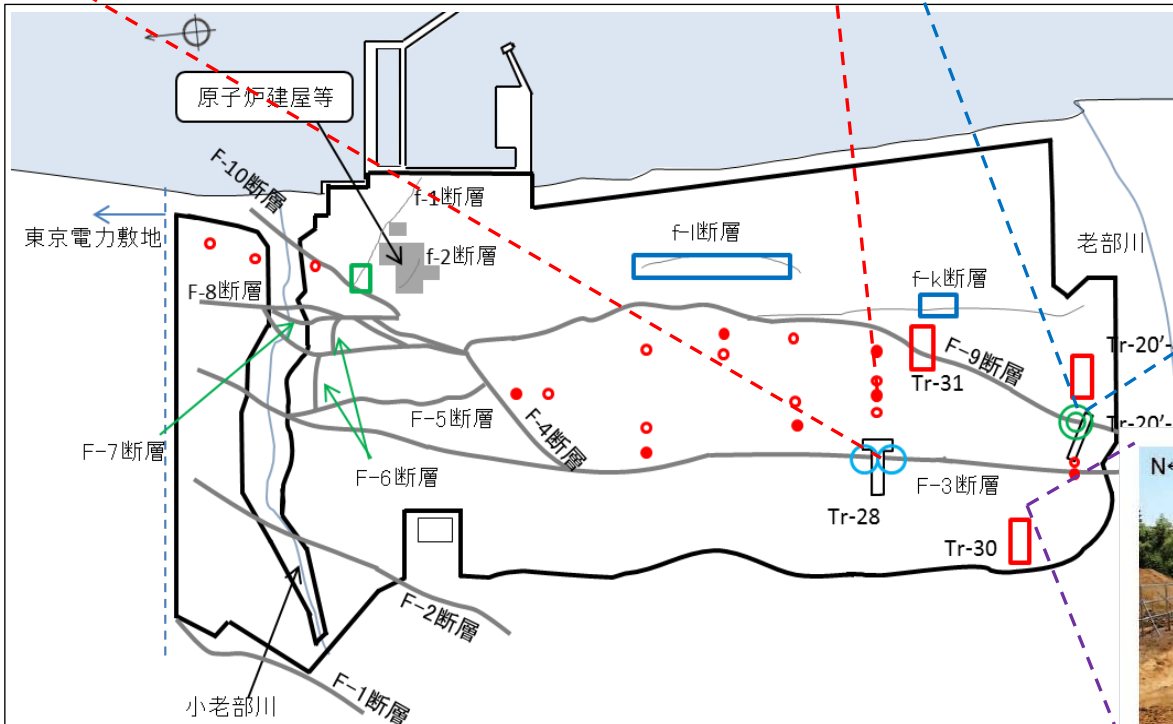 原子炉建屋等
F-10断層
f-1断層
東京電力敷地
f-2断層
f-l断層
老部川
F-8断層
f-k断層
F-9断層
Tr-20'-
Tr-31
Tr-20'-
F-7断層
F-5断層
F-4断層
F-6断層
F-3断層
N←
Tr-28
Tr-30
F-2断層
F-1断層
小老部川